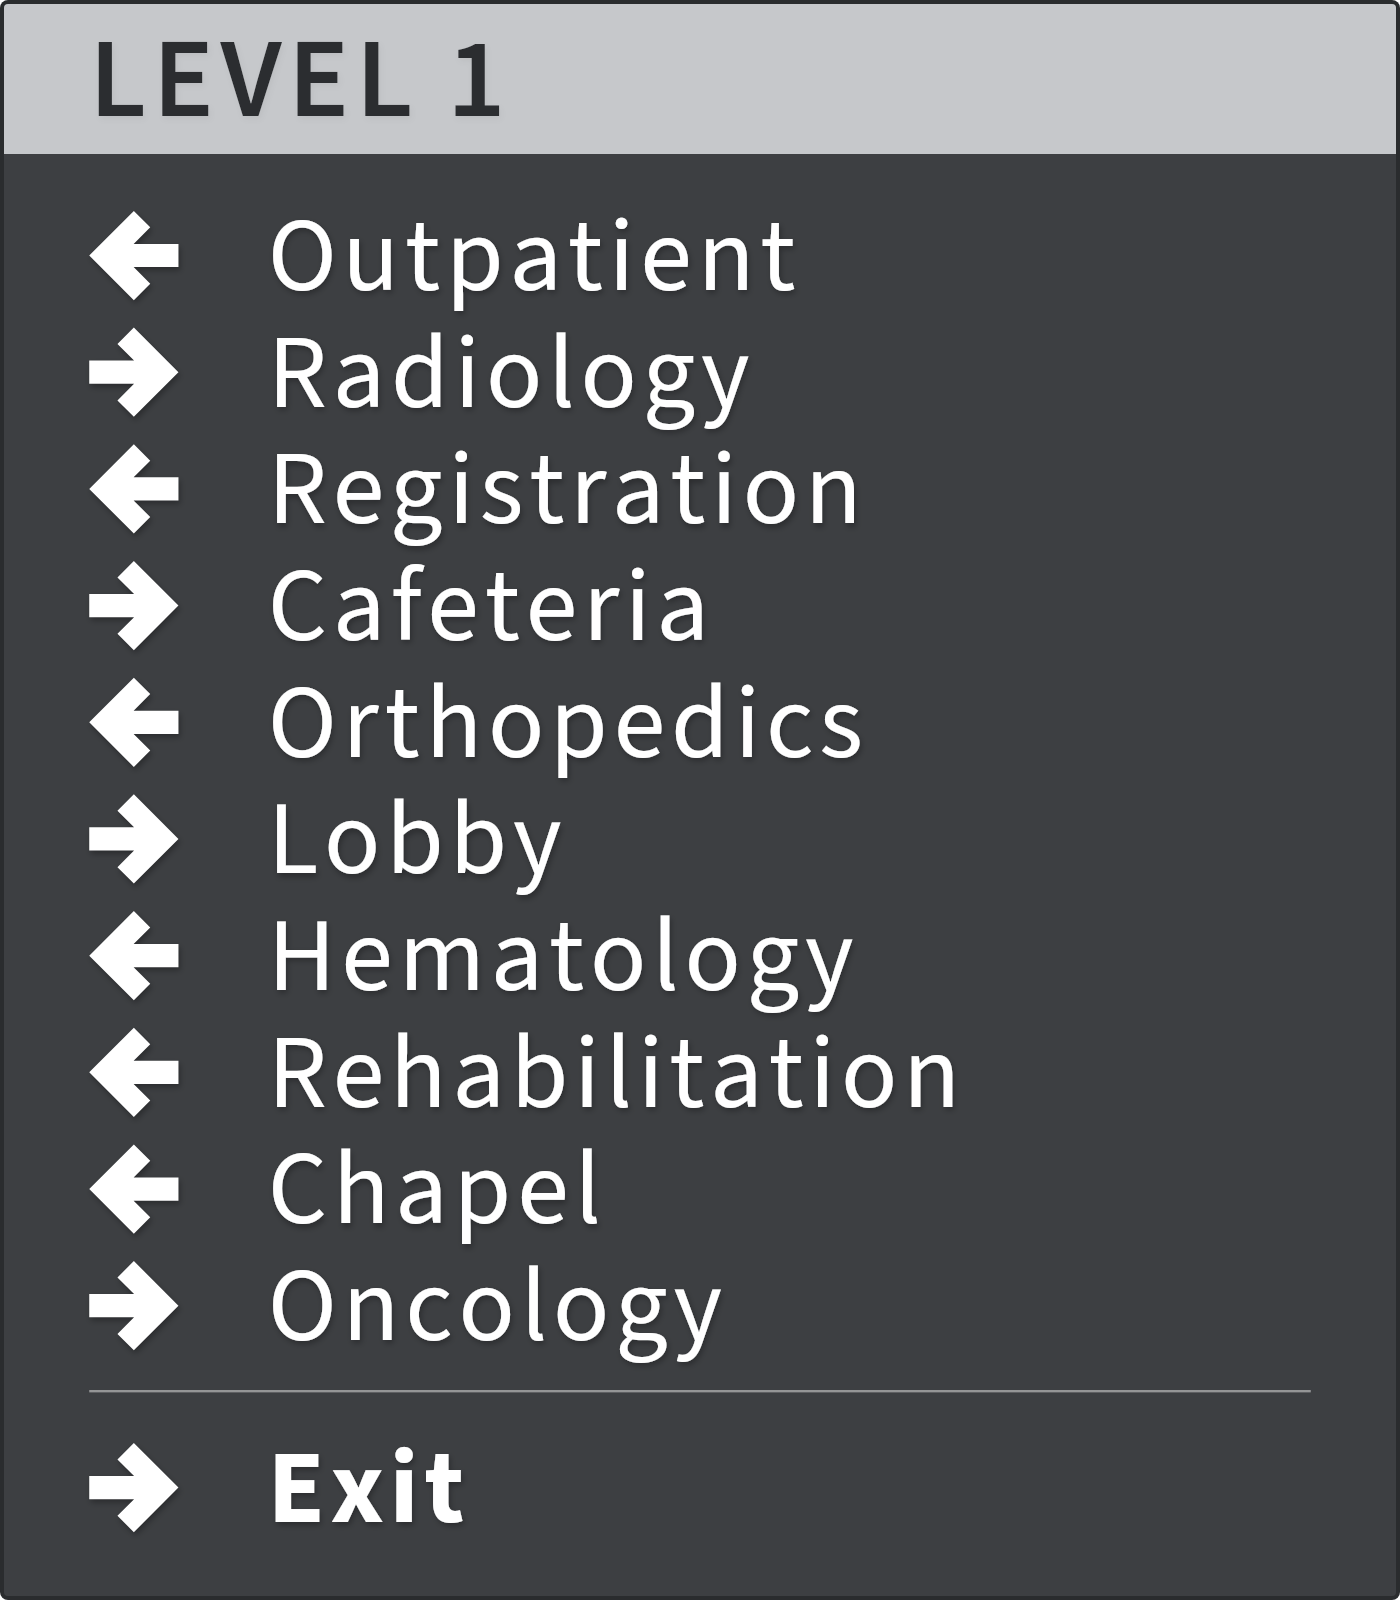 LEVEL 1
← Outpatient
→ Radiology
← Registration
→ Cafeteria
← Orthopedics
→ Lobby
← Hematology
← Rehabilitation
← Chapel
→ Oncology
→ Exit